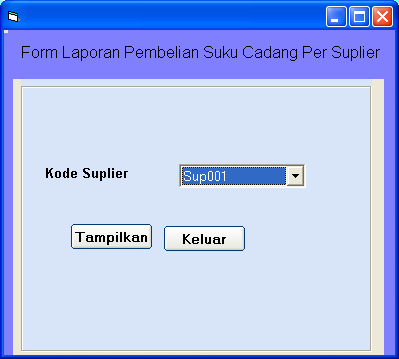 Form Laporan Pembelian Suku Cadang Per Suplier
Kode Suplier
Sup001
Tampilkan
Keluar